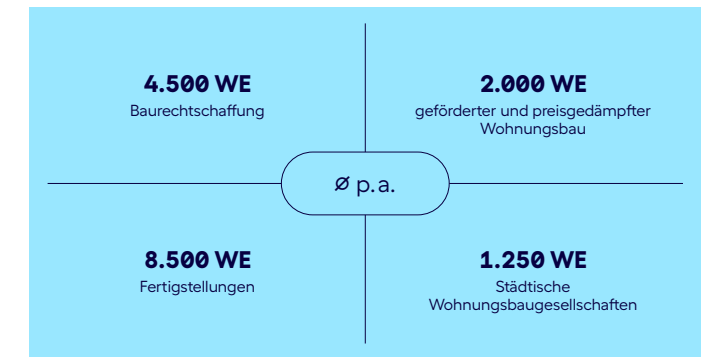 4.500 WE
Baurechtschaffung
2.000 WE
geförderter und preisgedämpfter
Wohnungsbau
Ø p.a.
8.500 WE
Fertigstellungen
1.250 WE
Städtische
Wohnungsbaugesellschaften